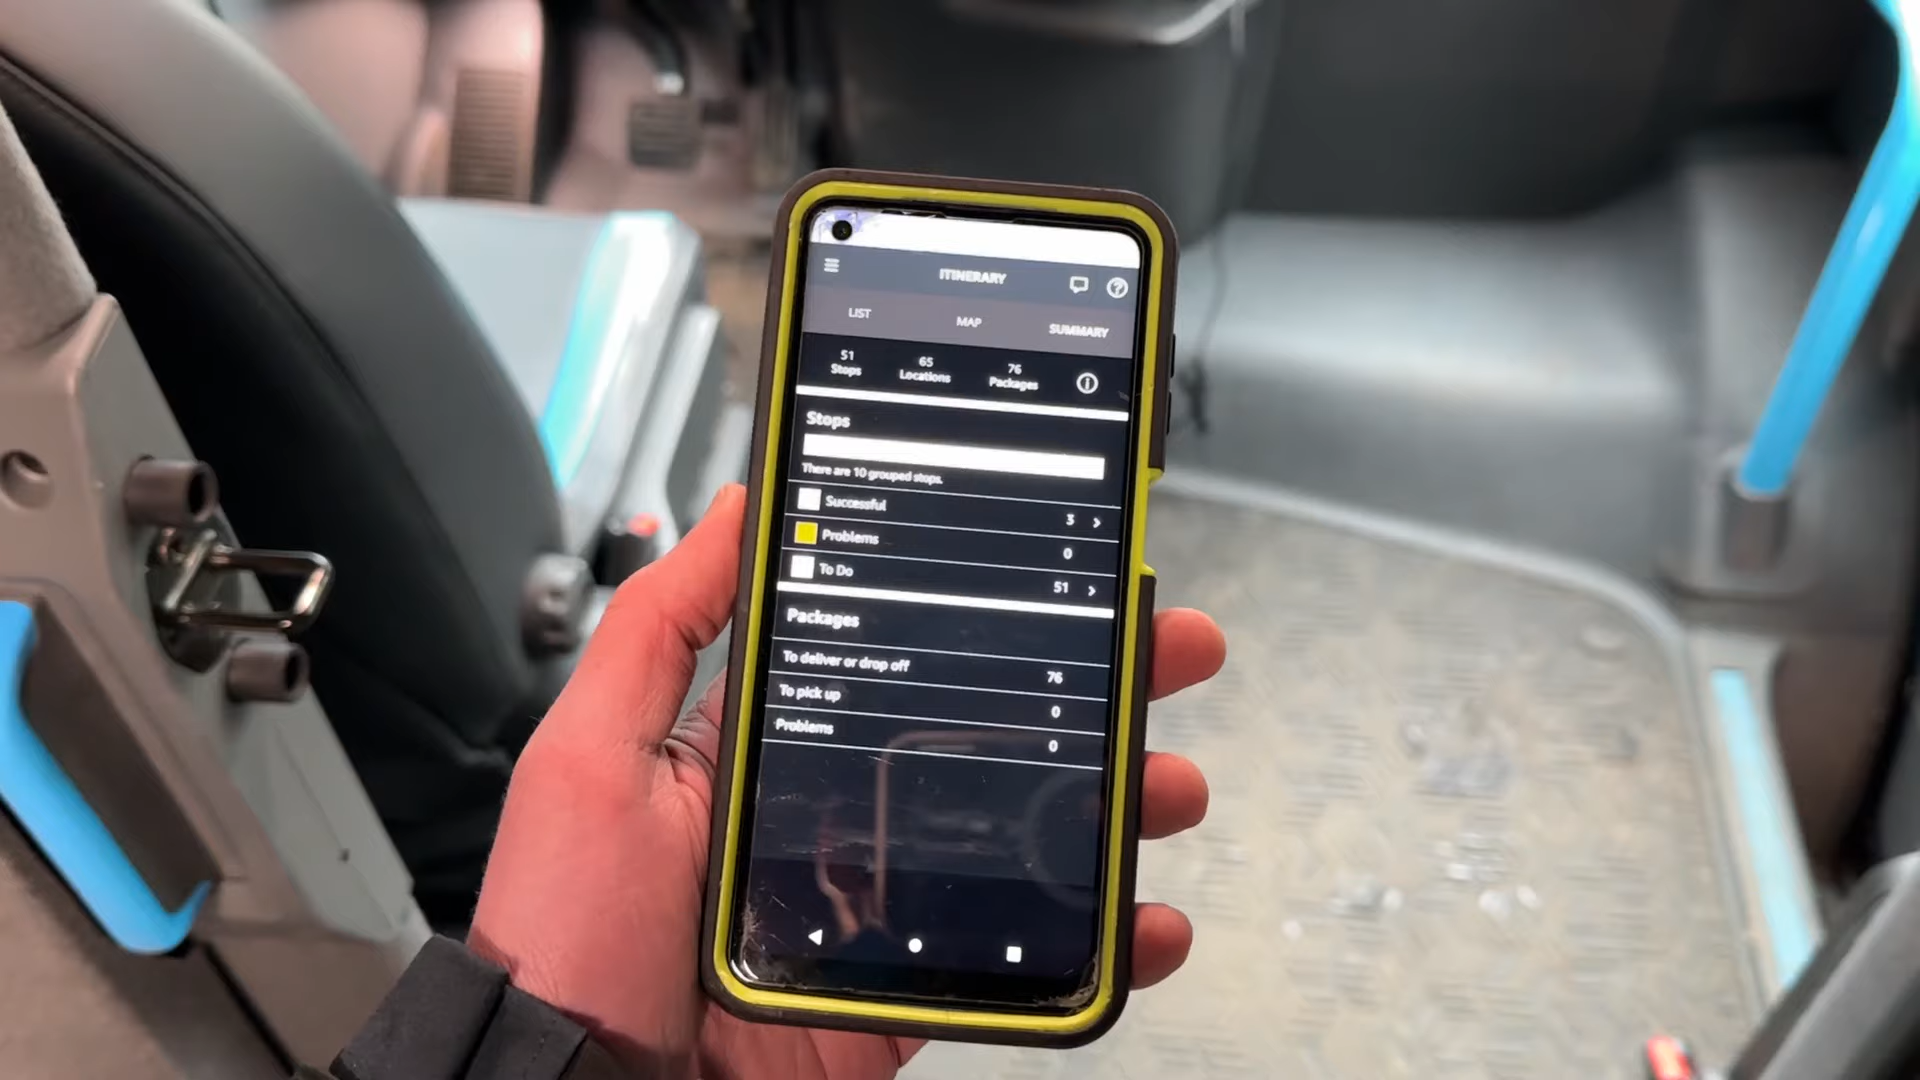 ITINERARY
LIST MAP SUMMARY
51 65 76
Stops Locations Packages
Stops
There are 10 grouped stops.
Successful 3
Problems 0
To Do 51
Packages
To deliver or drop off 76
To pick up 0
Problems 0